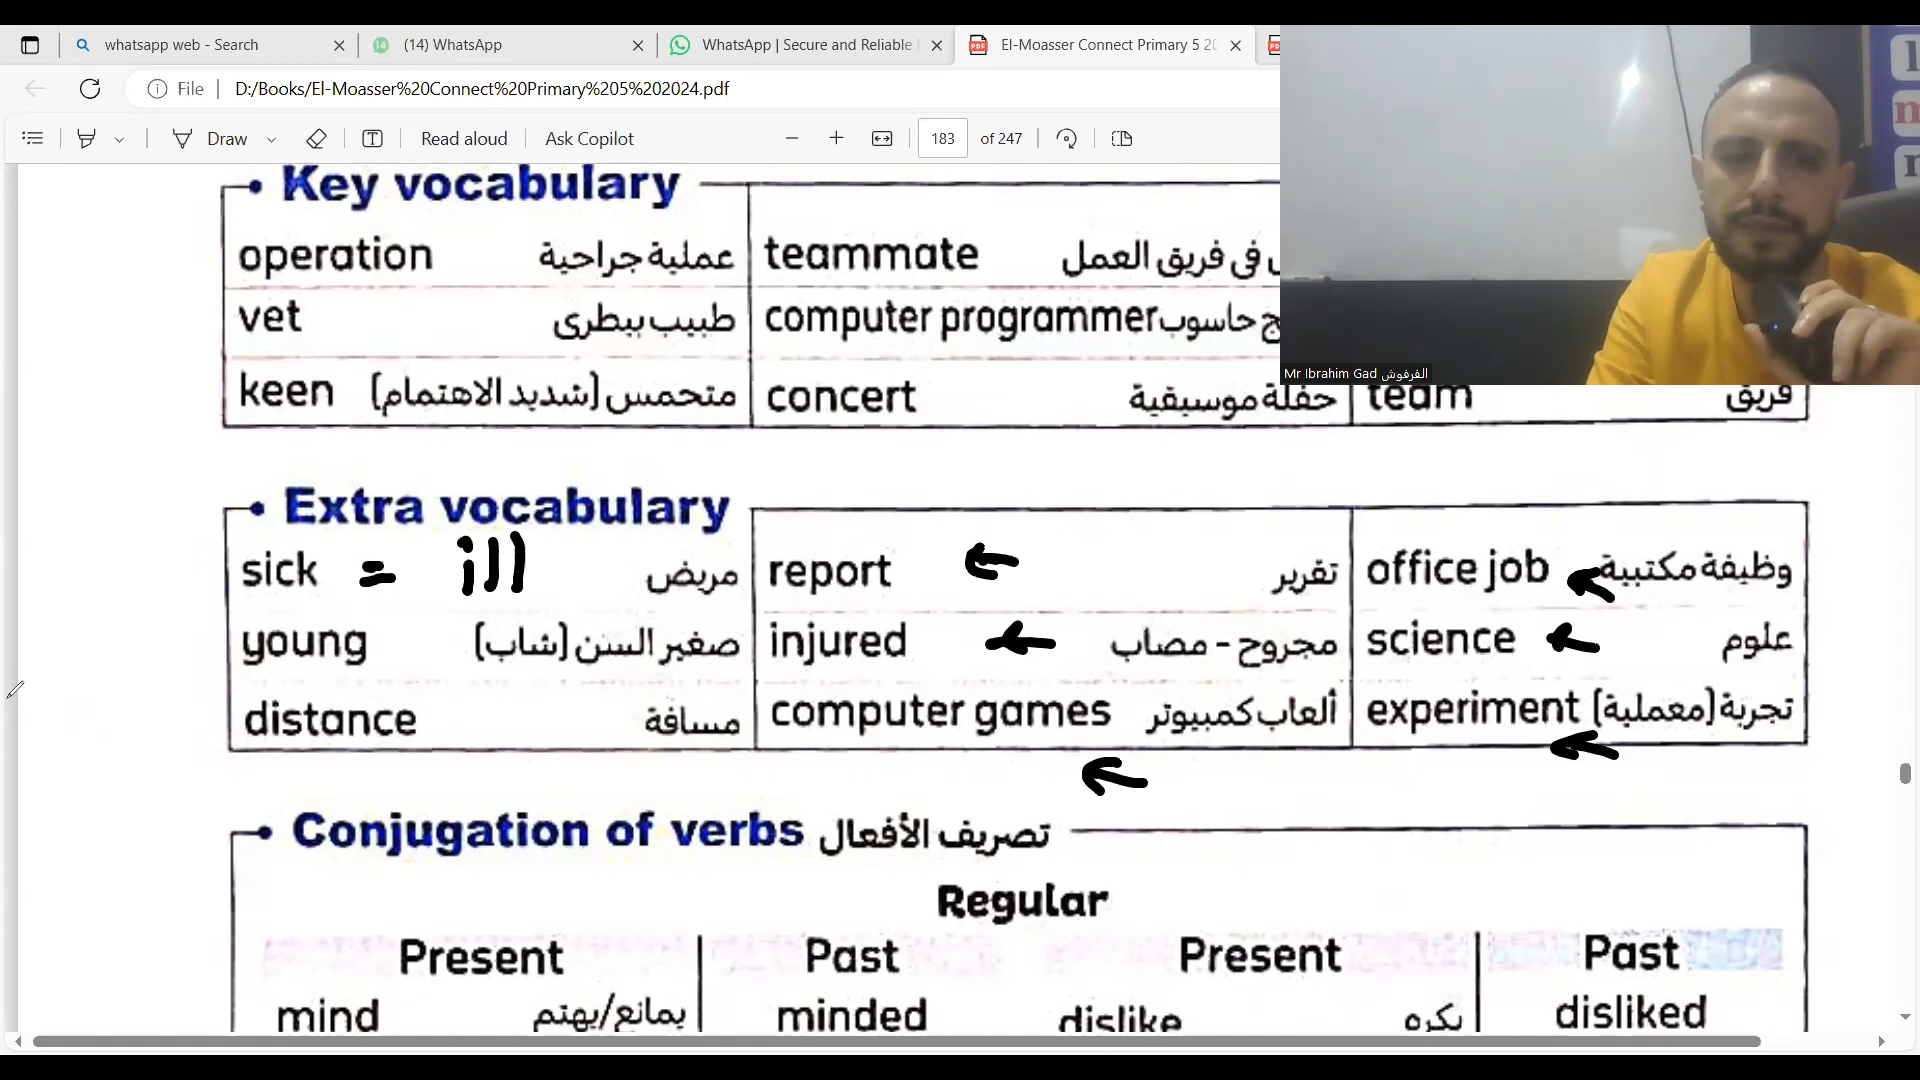 whatsapp web - Search
(14) WhatsApp
WhatsApp | Secure and Reliable
El-Moasser Connect Primary 5 20
File D:/Books/El-Moasser%20Connect%20Primary%205%202024.pdf
Draw Read aloud Ask Copilot 183 of 247
Key vocabulary
operation عملية جراحية teammate فى فريق العمل
vet طبيب بيطرى computer programmer حاسوب
keen متحمس (شديد الاهتمام) concert حفلة موسيقية team فريق
Mr Ibrahim Gad الفرفوش
Extra vocabulary
sick = ill مريض report تقرير office job وظيفة مكتبية
young صغير السن (شاب) injured مجروح - مصاب science علوم
distance مسافة computer games ألعاب كمبيوتر experiment تجربة (معملية)
Conjugation of verbs تصريف الأفعال
Regular
Present Past Present Past
mind يمانع/يهتم minded dislike يكره disliked